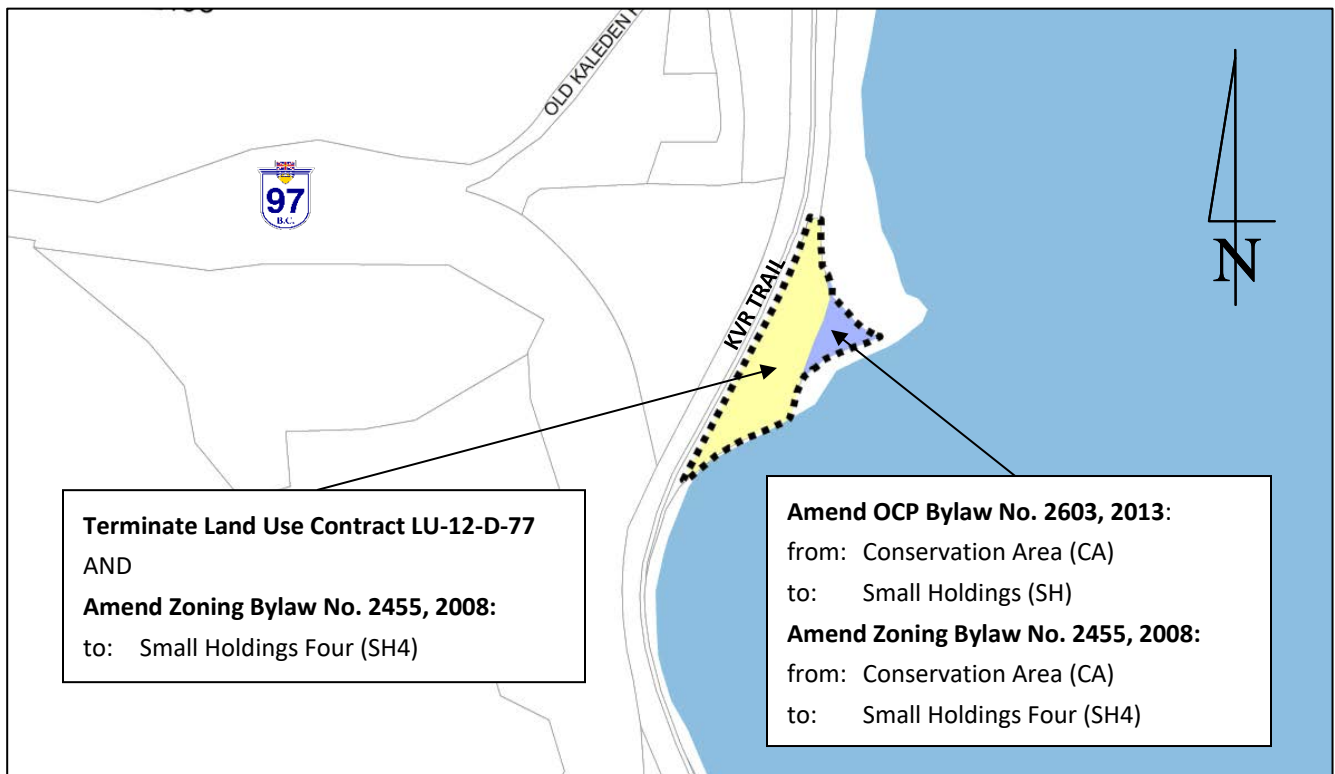 OLD KALEDEN
97
B.C.
KVR TRAIL
N
Terminate Land Use Contract LU-12-D-77
AND
Amend Zoning Bylaw No. 2455, 2008:
to: Small Holdings Four (SH4)
Amend OCP Bylaw No. 2603, 2013:
from: Conservation Area (CA)
to: Small Holdings (SH)
Amend Zoning Bylaw No. 2455, 2008:
from: Conservation Area (CA)
to: Small Holdings Four (SH4)